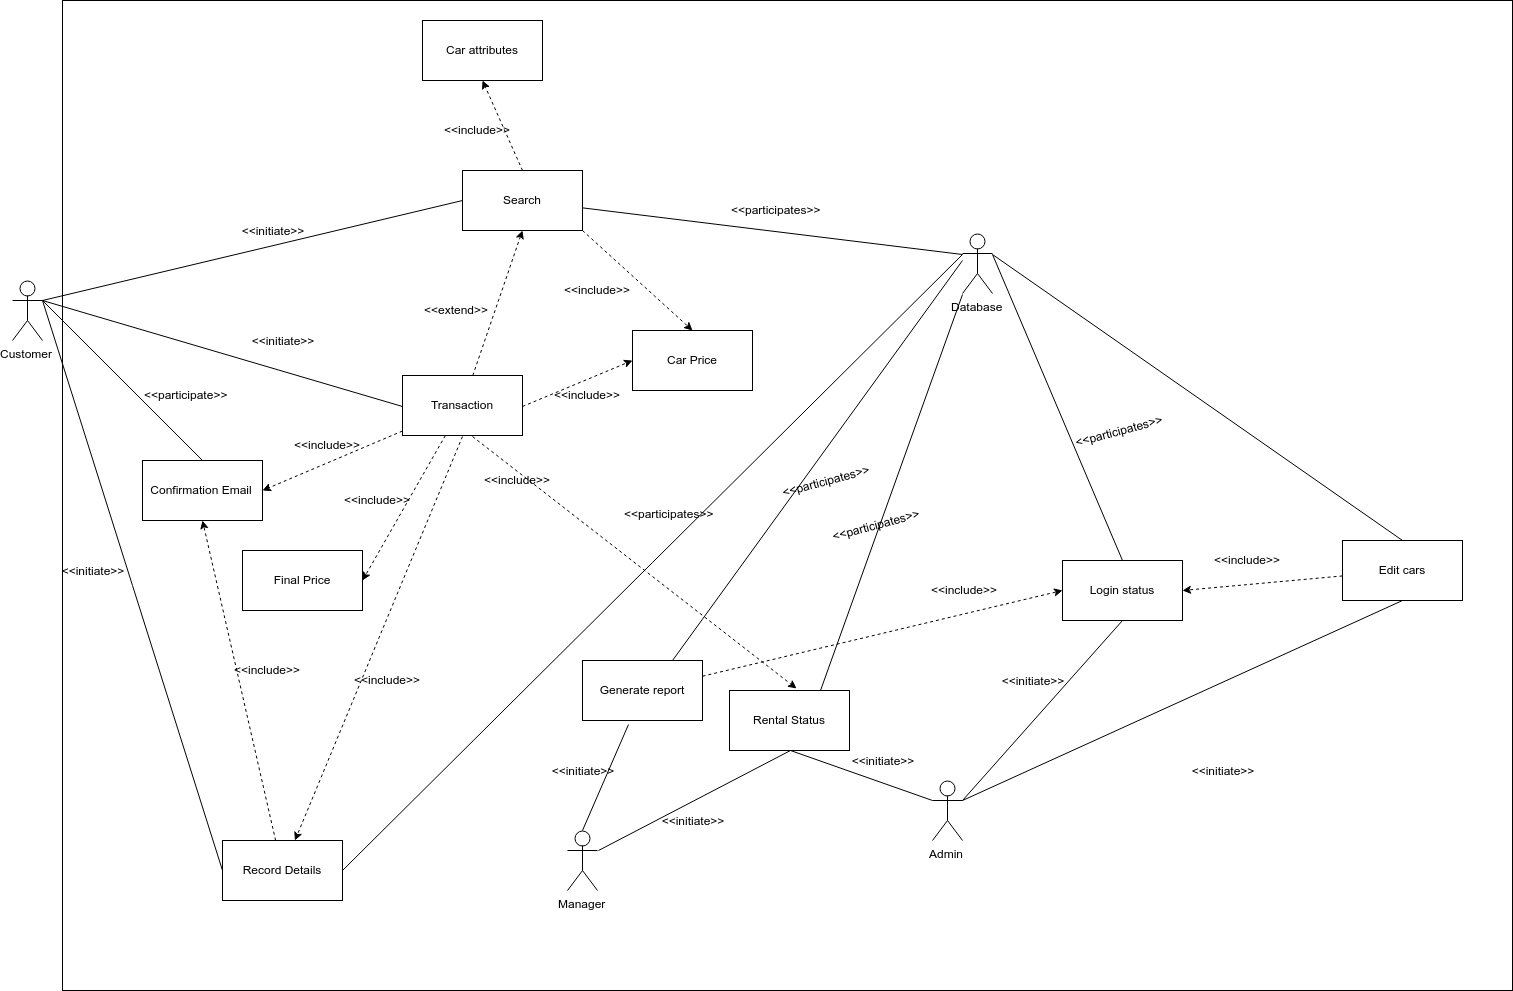 Car attributes
<<include>>
Search
<<participates>>
<<initiate>>
<<include>>
<<extend>>
Database
<<initiate>>
Customer
Car Price
<<participate>>
<<include>>
Transaction
<<participates>>
<<include>>
<<participates>>
<<include>>
Confirmation Email
<<include>>
<<participates>>
<<participates>>
<<include>>
Edit cars
<<initiate>>
Final Price
<<include>>
Login status
<<include>>
<<include>>
<<initiate>>
Generate report
Rental Status
<<initiate>>
<<initiate>>
<<initiate>>
<<initiate>>
Admin
Record Details
Manager